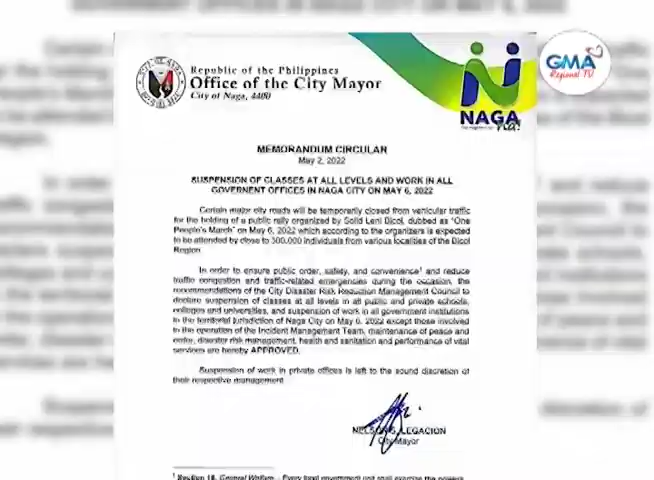 Republic of the Philippines
Office of the City Mayor
City of Naga, 4400
NAGA
na!
GMA
Regional TV
MEMORANDUM CIRCULAR
May 2, 2022
SUSPENSION OF CLASSES AT ALL LEVELS AND WORK IN ALL
GOVERNENT OFFICES IN NAGA CITY ON MAY 6, 2022
Certain major city roads will be temporarily closed from vehicular traffic
for the holding of a public rally organized by Solid Leni Bicol, dubbed as "One
People's March" on May 6, 2022 which according to the organizers is expected
to be attended by close to 300,000 individuals from various localities of the Bicol
Region.
In order to ensure public order, safety, and convenience¹ and reduce
traffic congestion and traffic-related emergencies during the occasion, the
recommendations of the City Disaster Risk Reduction Management Council to
declare suspension of classes at all levels in all public and private schools,
colleges and universities, and suspension of work in all government institutions
in the territorial jurisdiction of Naga City on May 6, 2022 except those involved
in the operation of the Incident Management Team, maintenance of peace and
order, disaster risk management, health and sanitation and performance of vital
services are hereby APPROVED.
Suspension of work in private offices is left to the sound discretion of
their respective management.
NELSON S. LEGACION
City Mayor
¹ Section 16. General Welfare. - Every local government unit shall exercise the powers